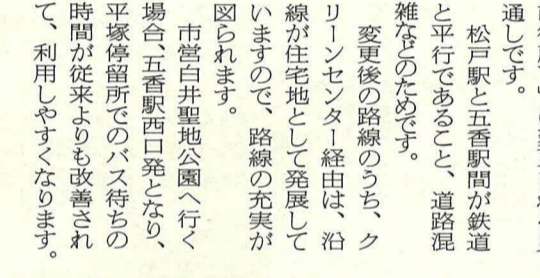 通しです。
松戸駅と五香駅間が鉄道
と平行であること、道路混
雑などのためです。
変更後の路線のうち、ク
リーンセンター経由は、沿
線が住宅地として発展して
いますので、路線の充実が
図られます。
市営白井聖地公園へ行く
場合、五香駅西口発となり、
平塚停留所でのバス待ちの
時間が従来よりも改善され
て、利用しやすくなります。